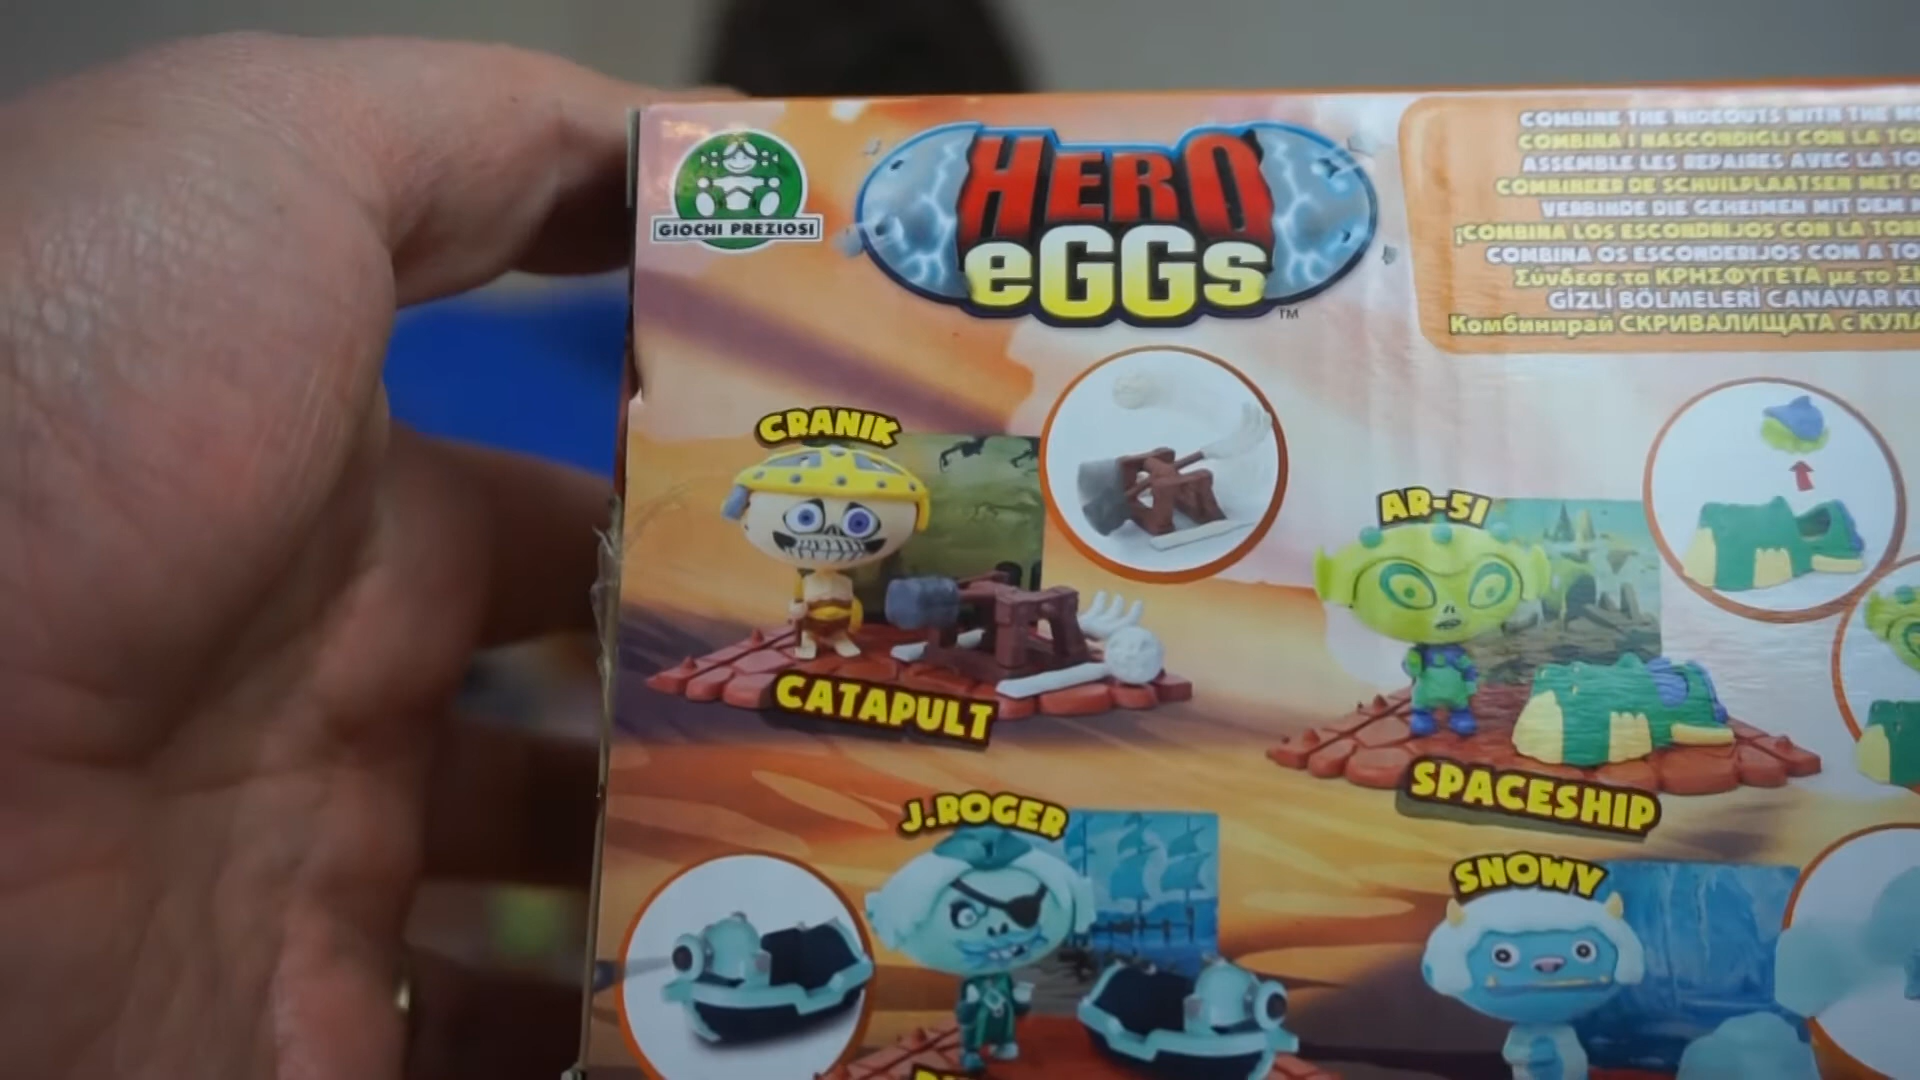 GIOCHI PREZIOSI
HERO
eGGs
™
COMBINE THE HIDEOUTS WITH THE
COMBINA I NASCONDIGLI CON LA
ASSEMBLE LES REPAIRES AVEC LA
COMBINEER DE SCHUILPLAATSEN MET
VERBINDE DIE GEHEIMEN MIT DEM
¡COMBINA LOS ESCONDRIJOS CON LA
COMBINA OS ESCONDERIJOS COM A
Σύνδεσε τα ΚΡΗΣΦΥΓΕΤΑ με το
GİZLİ BÖLMELERİ CANAVAR
Комбинирай СКРИВАЛИЩАТА с
CRANIK
CATAPULT
AR-51
SPACESHIP
J.ROGER
SNOWY